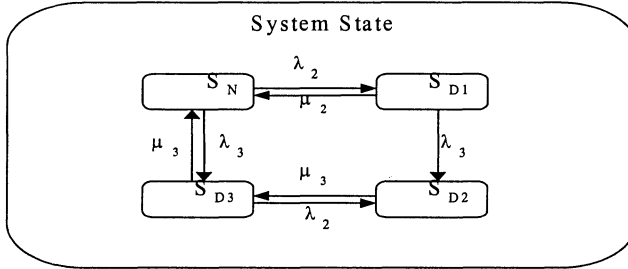 System State
λ 2
S N S D1
μ 2
μ 3 λ 3 λ 3
μ 3
S D3 S D2
λ 2